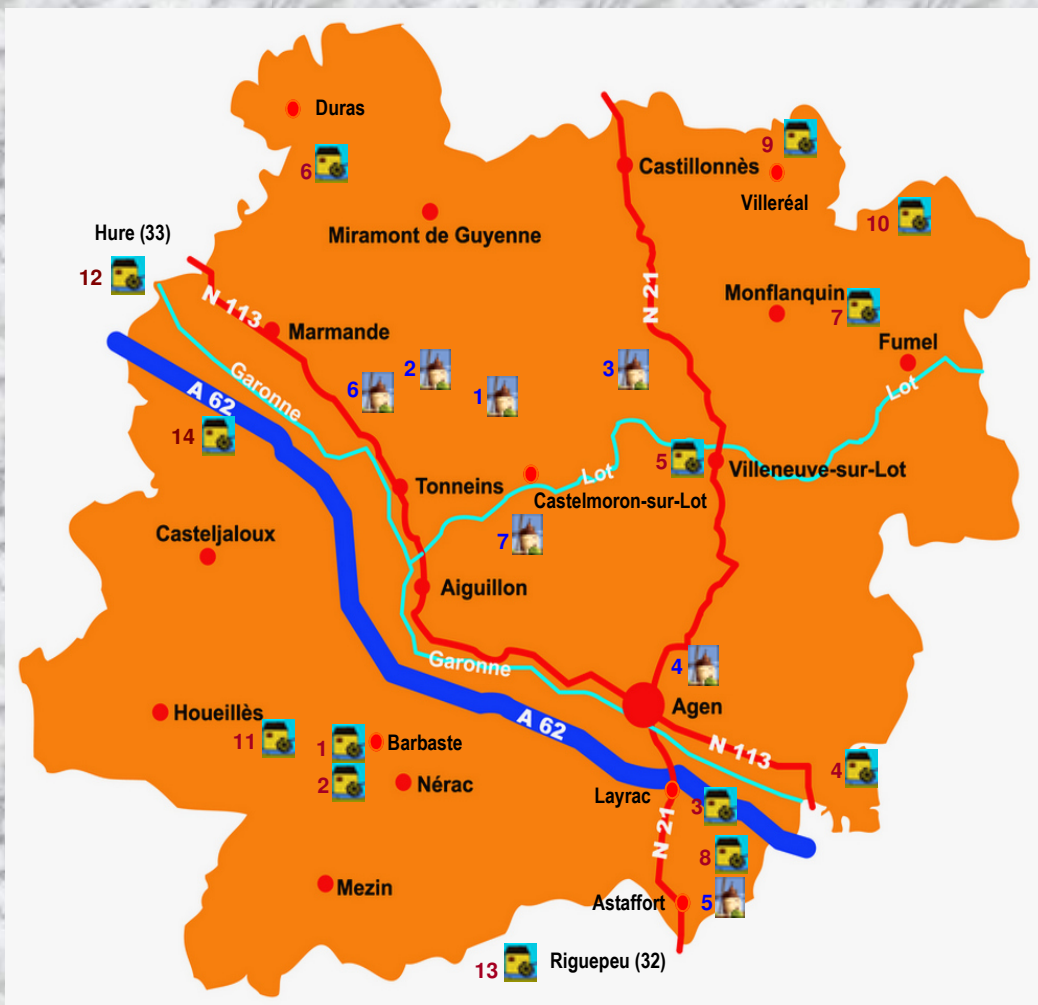 Duras
9
Castillonnès
6
Villeréal
10
Miramont de Guyenne
Hure (33)
12
N 113
N 21
Monflanquin
7
Marmande
Fumel
Garonne
2
3
6
1
A 62
Lot
14
5
Villeneuve-sur-Lot
Lot
Tonneins
Castelmoron-sur-Lot
Casteljaloux
7
Aiguillon
Garonne
4
Houeillès
Agen
A 62
11
1
Barbaste
N 113
4
2
Nérac
Layrac
3
N 21
8
Mezin
Astaffort
5
13
Riguepeu (32)